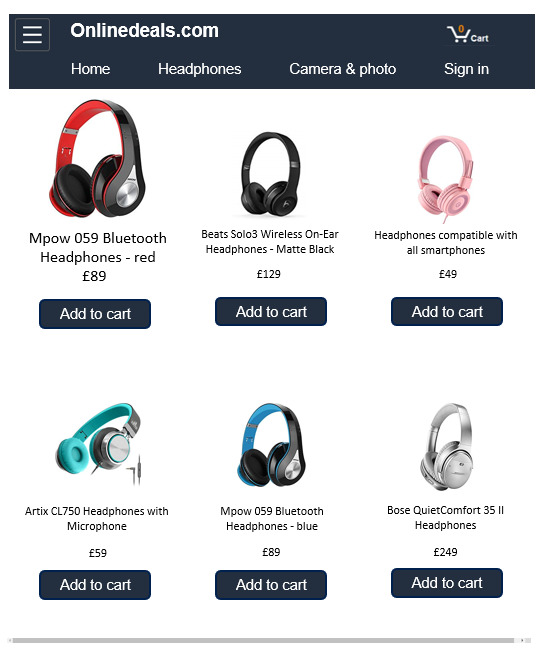 Onlinedeals.com
0
Cart
Home Headphones Camera & photo Sign in
Mpow 059 Bluetooth
Headphones - red
£89
Add to cart
Beats Solo3 Wireless On-Ear
Headphones - Matte Black
£129
Add to cart
Headphones compatible with
all smartphones
£49
Add to cart
Artix CL750 Headphones with
Microphone
£59
Add to cart
Mpow 059 Bluetooth
Headphones - blue
£89
Add to cart
Bose QuietComfort 35 II
Headphones
£249
Add to cart